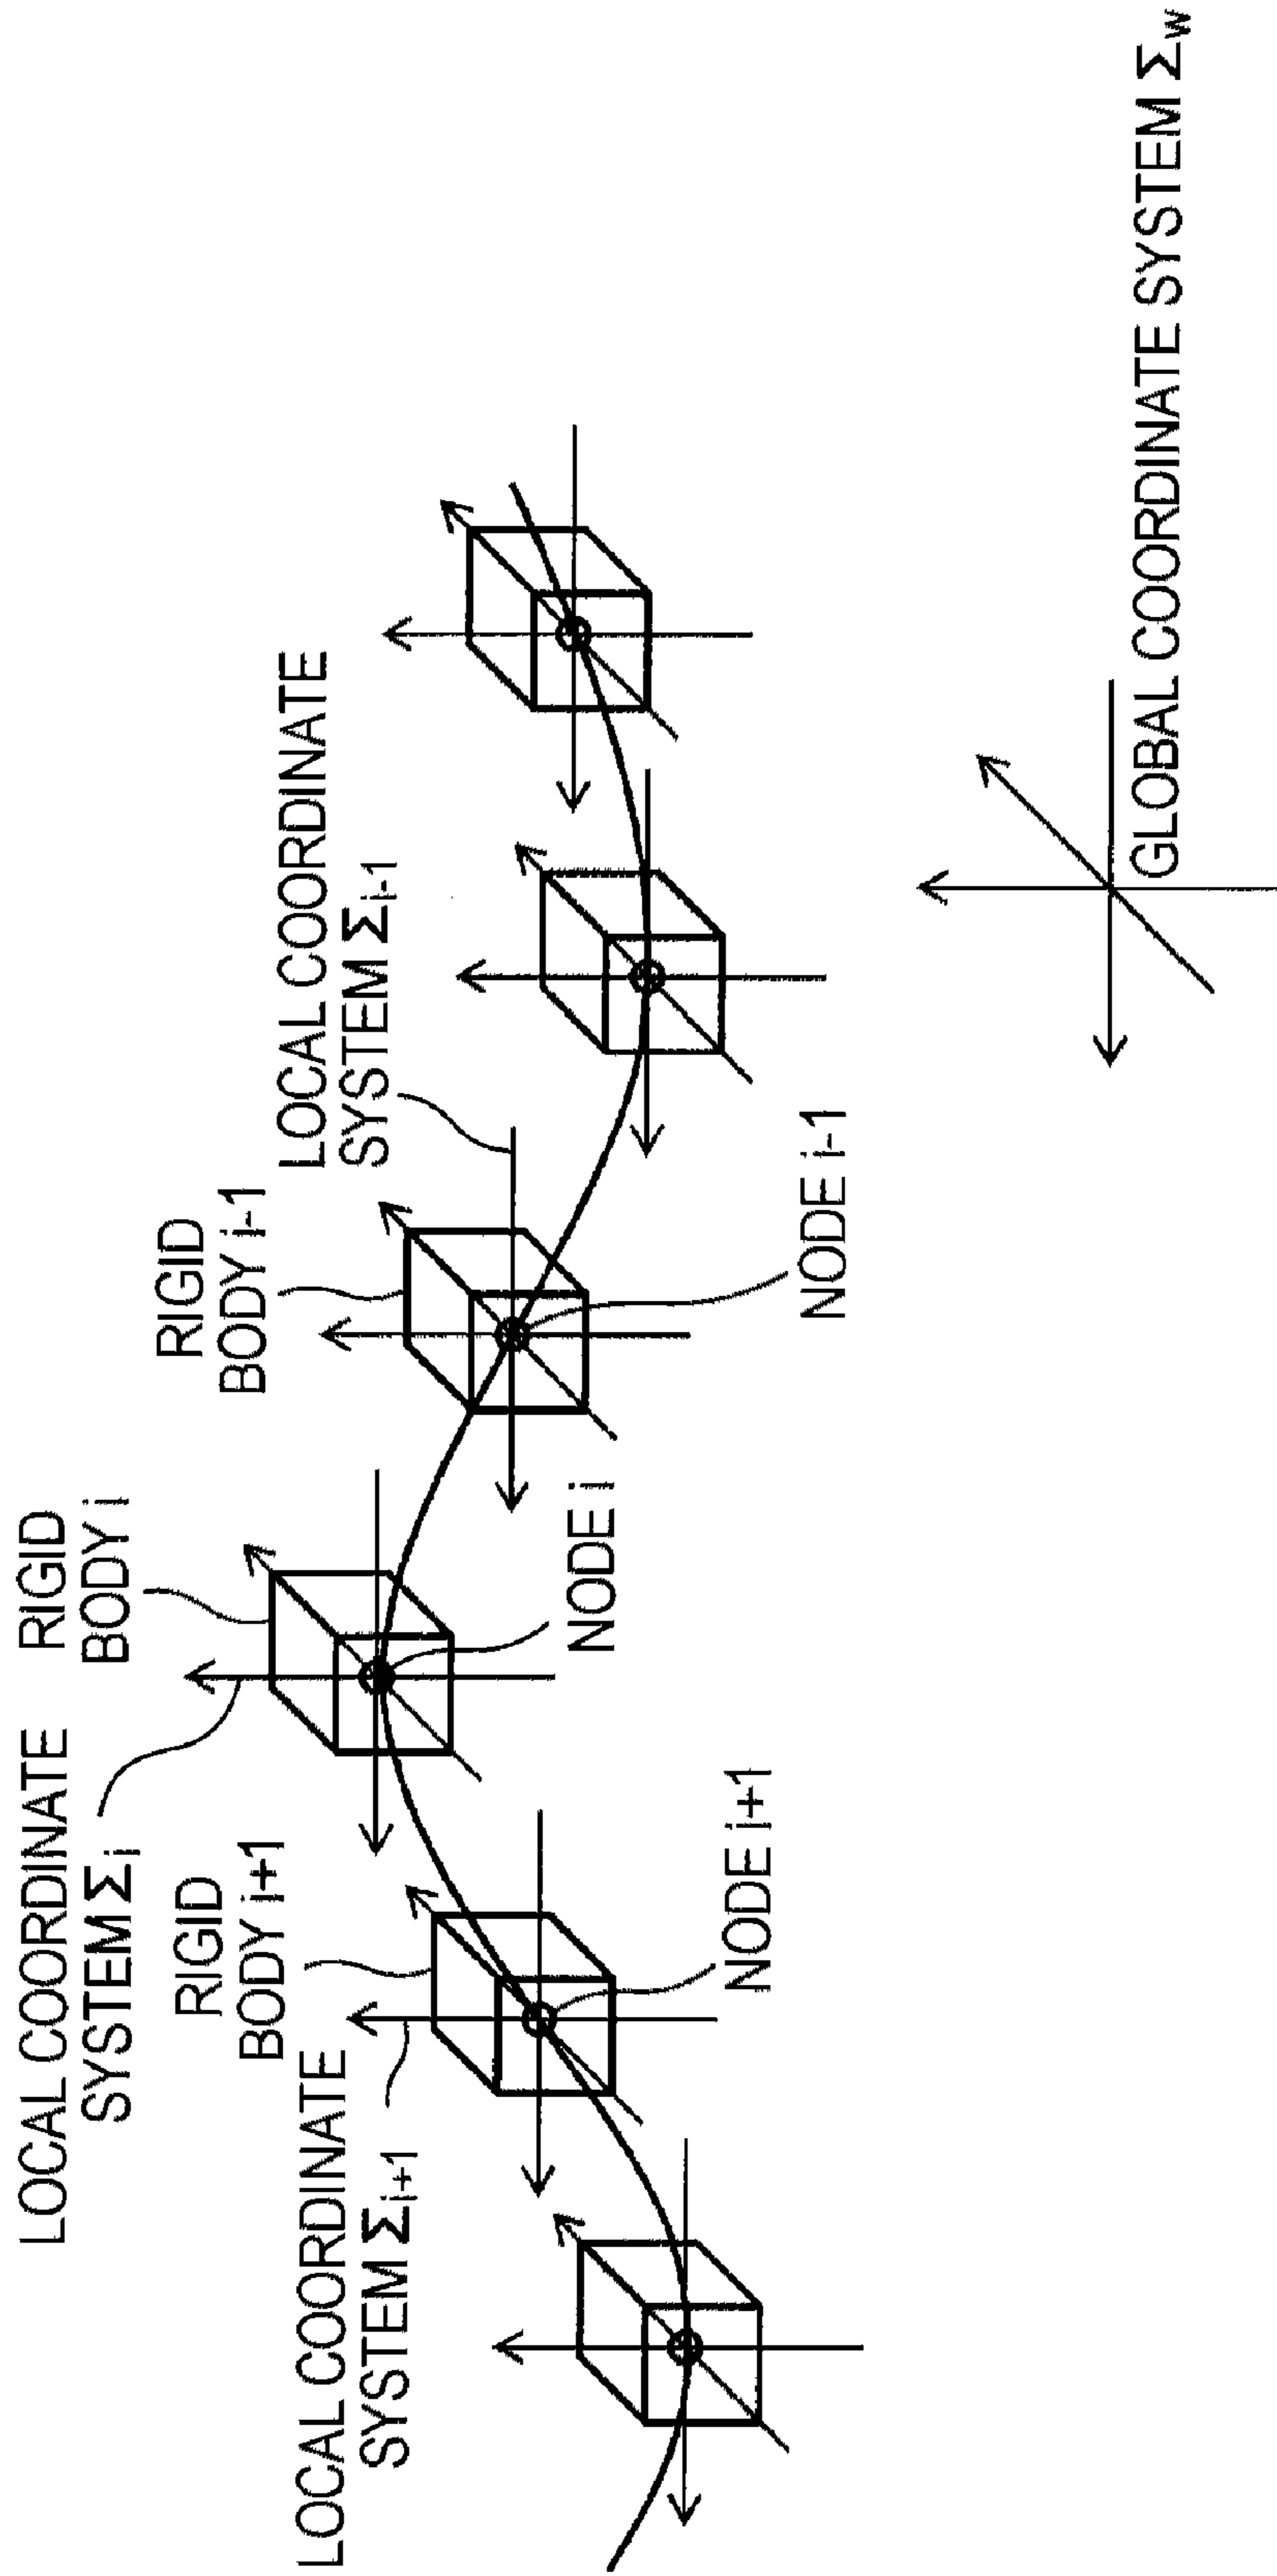 LOCAL COORDINATE
SYSTEM Σi
RIGID
BODY i
RIGID
BODY i+1
LOCAL COORDINATE
SYSTEM Σi+1
RIGID
BODY i-1
LOCAL COORDINATE
SYSTEM Σi-1
NODE i+1
NODE i
NODE i-1
GLOBAL COORDINATE SYSTEM Σw